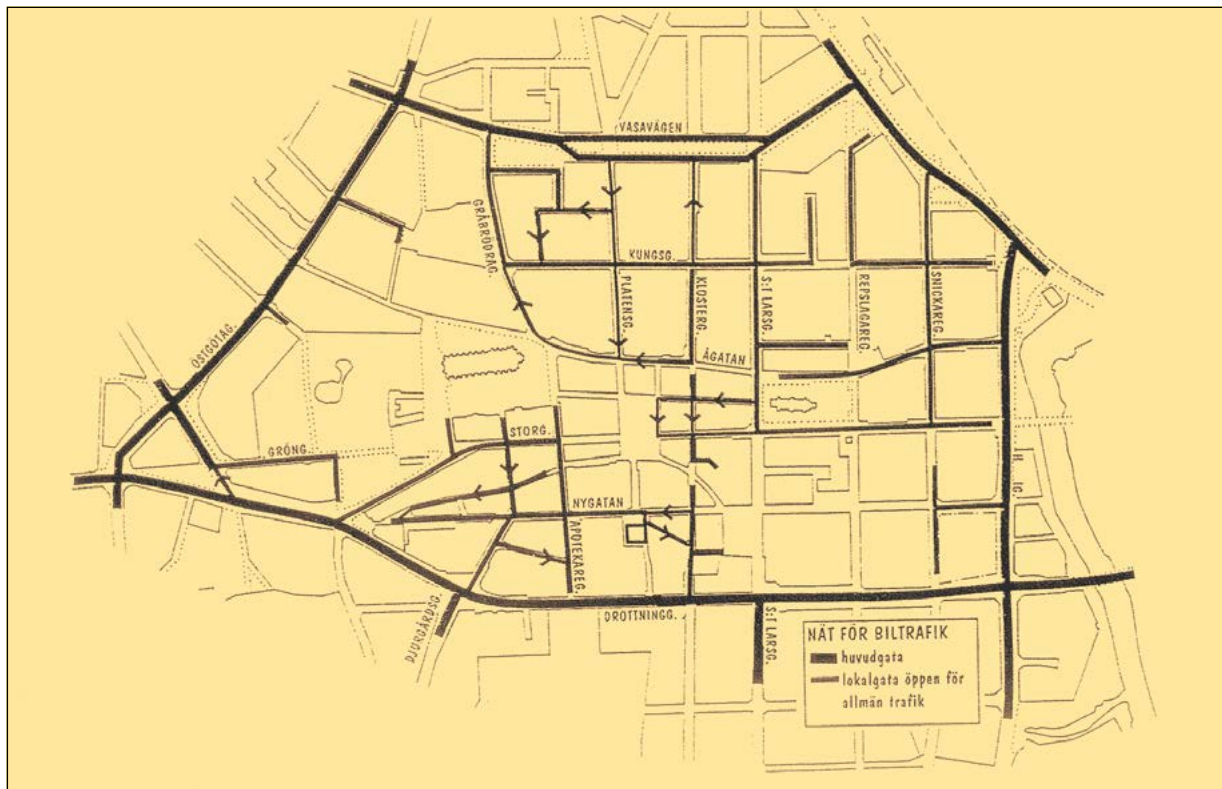 VASAVÄGEN
GRÅBRÖDRAG.
KUNGSG.
PLATENSG.
KLOSTERG.
S:T LARSG.
REPSLAGAREG.
SNICKAREG.
ÖSTGÖTAG.
ÅGATAN
STORG.
GRÖNG.
NYGATAN
APOTEKAREG.
DROTTNINGG.
DJURGÅRDSG.
S:T LARSG.
NÄT FÖR BILTRAFIK
huvudgata
lokalgata öppen för
allmän trafik